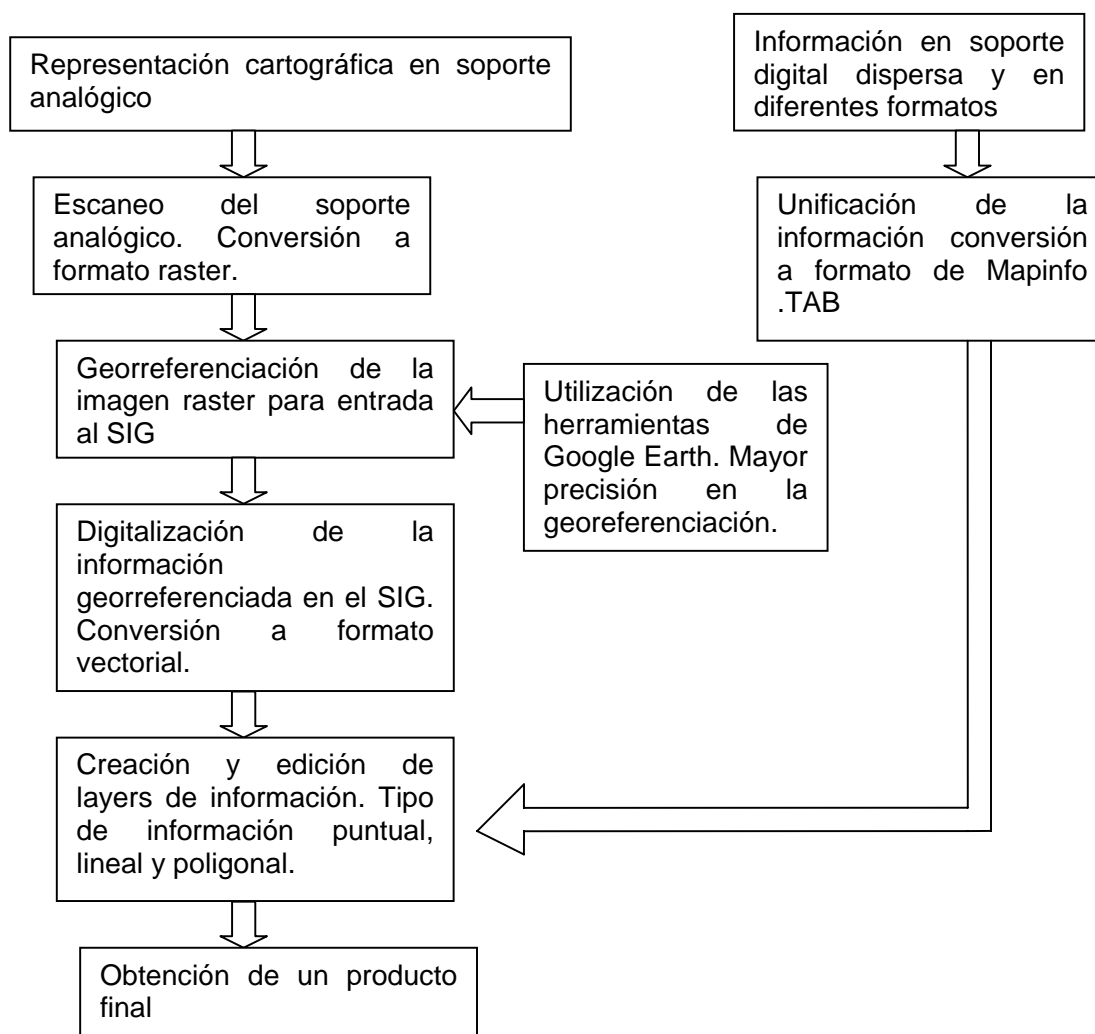 Representación cartográfica en soporte
analógico
Información en soporte
digital dispersa y en
diferentes formatos
Escaneo del soporte
analógico. Conversión a
formato raster.
Unificación de la
información conversión
a formato de Mapinfo
.TAB
Georreferenciación de la
imagen raster para entrada
al SIG
Utilización de las
herramientas de
Google Earth. Mayor
precisión en la
georeferenciación.
Digitalización de la
información
georreferenciada en el SIG.
Conversión a formato
vectorial.
Creación y edición de
layers de información. Tipo
de información puntual,
lineal y poligonal.
Obtención de un producto
final